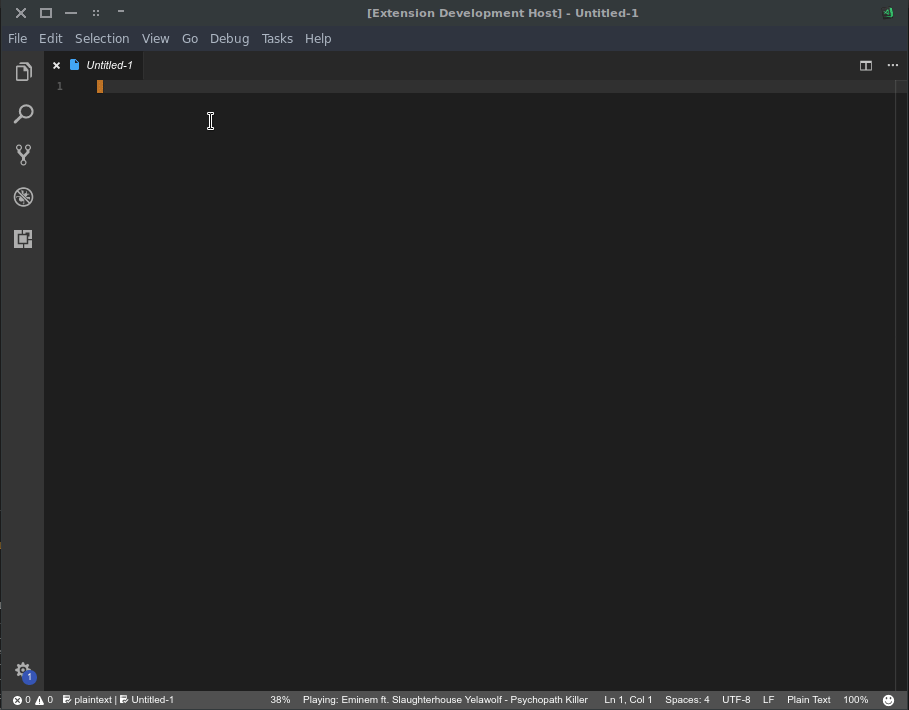 [Extension Development Host] - Untitled-1
File Edit Selection View Go Debug Tasks Help
Untitled-1
1
1
0 0 plaintext | Untitled-1 38% Playing: Eminem ft. Slaughterhouse Yelawolf - Psychopath Killer Ln 1, Col 1 Spaces: 4 UTF-8 LF Plain Text 100%